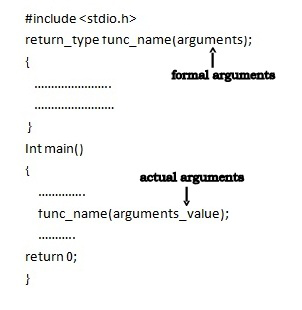 #include <stdio.h>
return_type func_name(arguments);
{
formal arguments
.......................
........................
}
Int main()
{
actual arguments
..............
func_name(arguments_value);
...........
return 0;
}